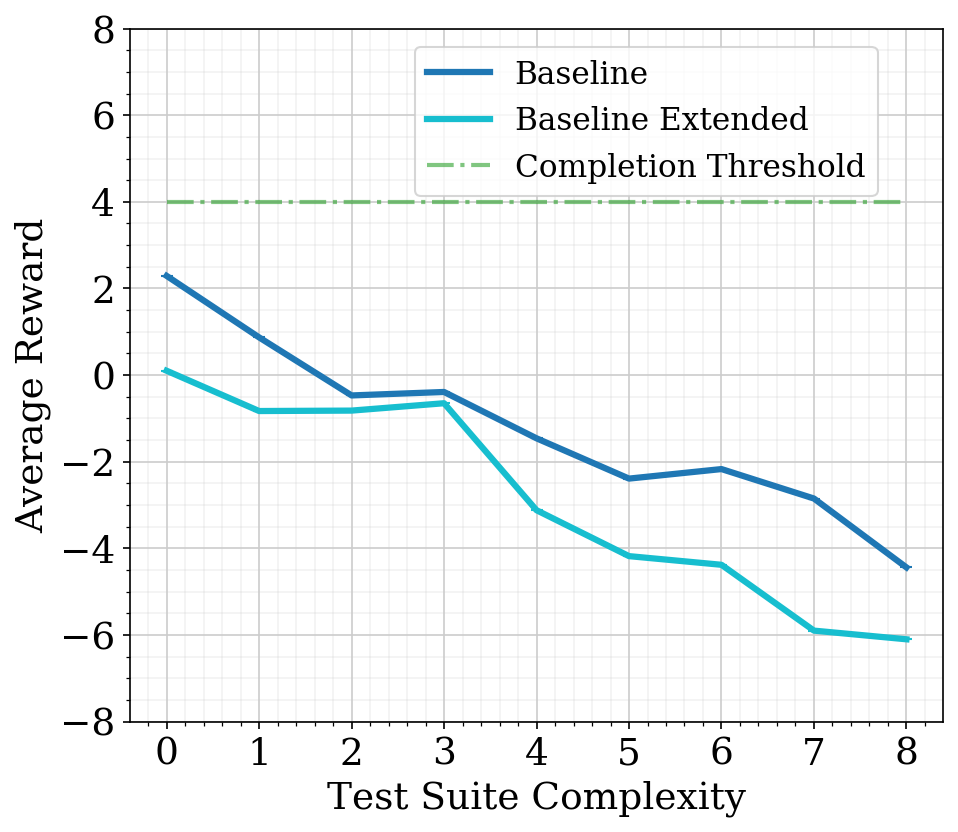 8
6
4
2
0
−2
−4
−6
−8
Average Reward
Baseline
Baseline Extended
Completion Threshold
0 1 2 3 4 5 6 7 8
Test Suite Complexity